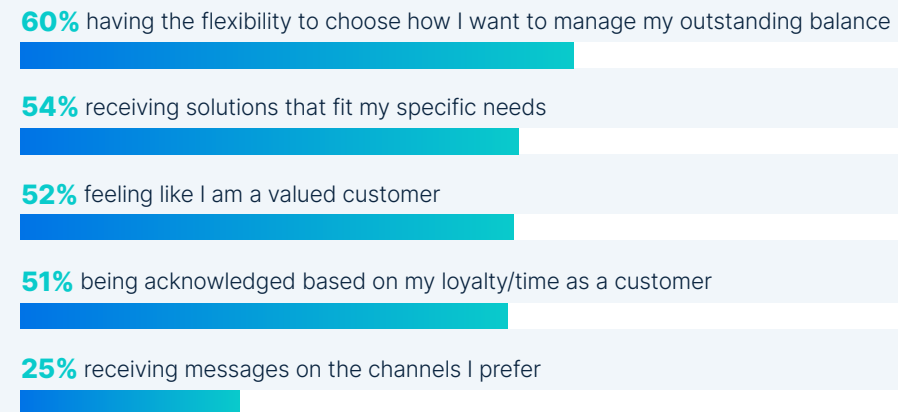 60% having the flexibility to choose how I want to manage my outstanding balance
54% receiving solutions that fit my specific needs
52% feeling like I am a valued customer
51% being acknowledged based on my loyalty/time as a customer
25% receiving messages on the channels I prefer